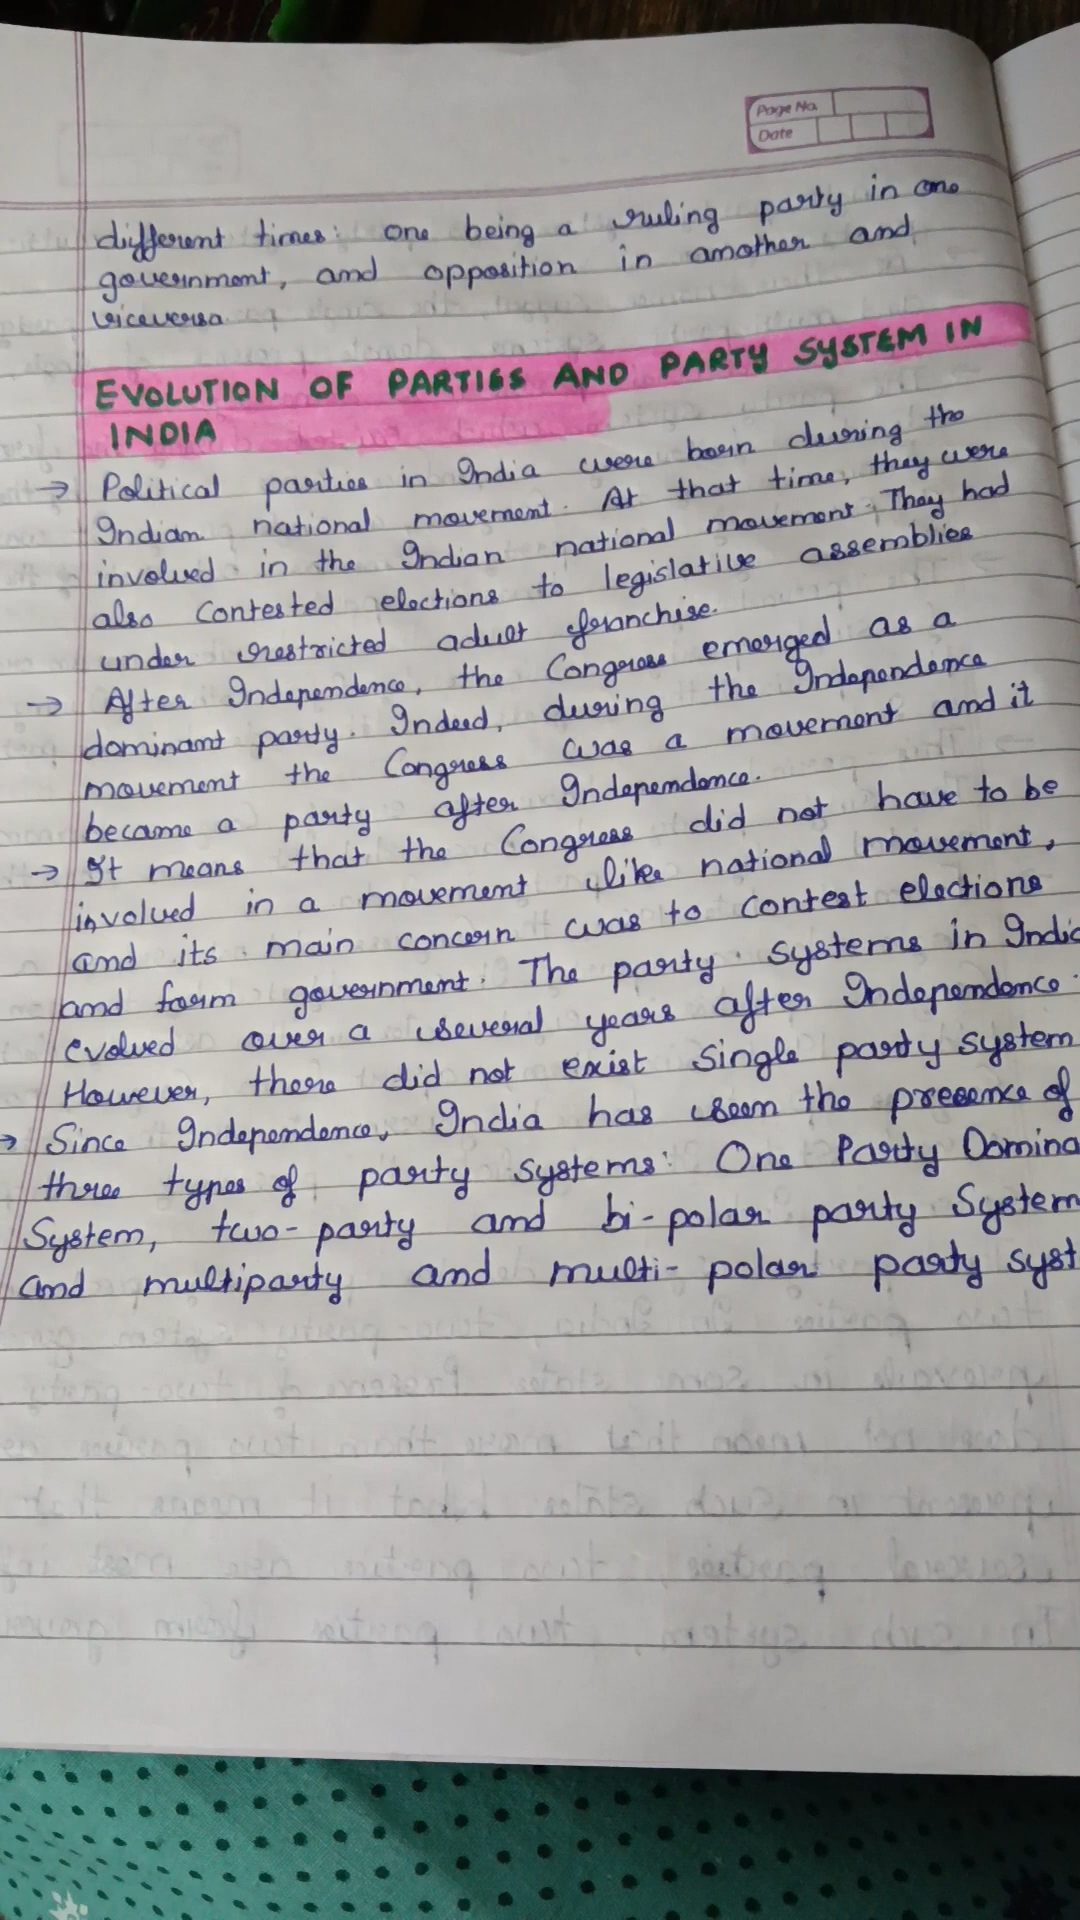 Page No.
Date
different times: one being a ruling party in one
government, and opposition in another and
viceversa.
EVOLUTION OF PARTIES AND PARTY SYSTEM IN
INDIA
→ Political parties in India were born during the
Indian national movement. At that time, they were
involved in the Indian national movement. They had
also contested elections to legislative assemblies
under restricted adult franchise.
→ After Independence, the Congress emerged as a
dominant party. Indeed, during the Independence
movement the Congress was a movement and it
became a party after Independence.
→ It means that the Congress did not have to be
involved in a movement like national movement,
and its main concern was to contest elections
and form government. The party systems in India
evolved over a several years after Independence.
However, there did not exist single party system
→ Since Independence, India has seen the presence of
three types of party systems: One Party Domina
System, two-party and bi-polar party System
and multiparty and multi-polar party syst